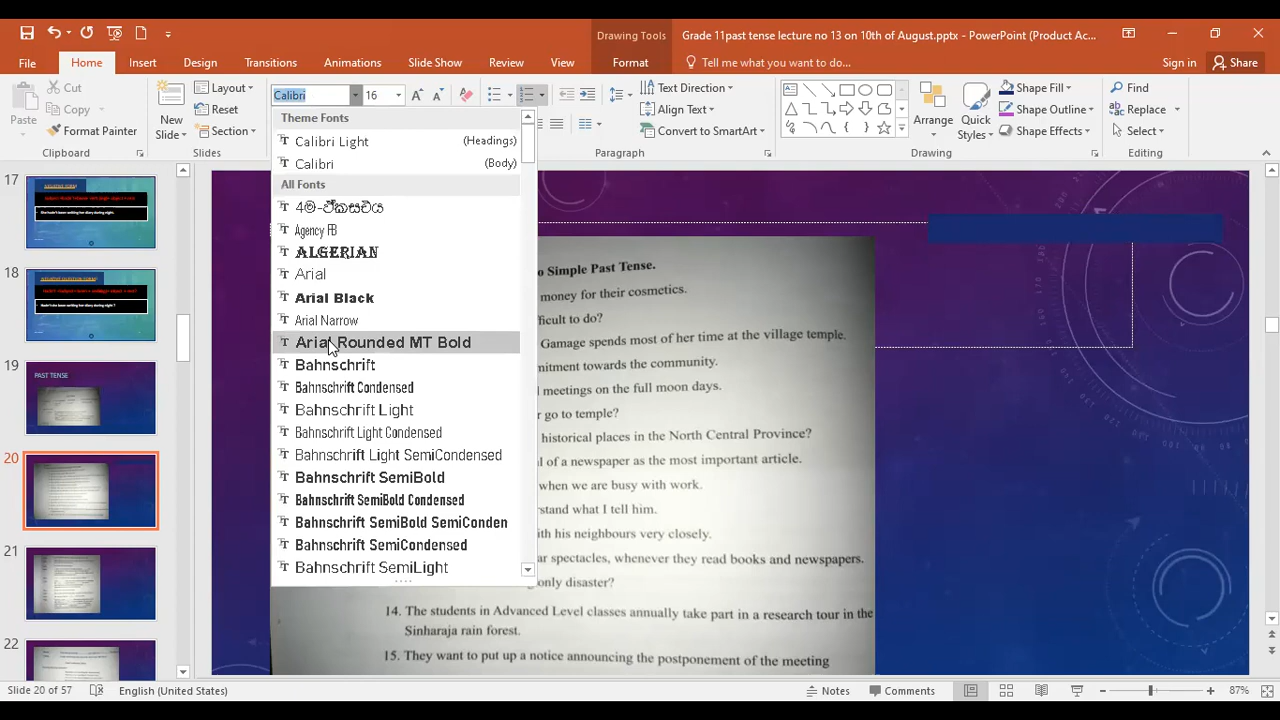 Drawing Tools
Grade 11past tense lecture no 13 on 10th of August.pptx - PowerPoint (Product Ac...
File Home Insert Design Transitions Animations Slide Show Review View Format Tell me what you want to do... Sign in Share
Cut
Copy
Format Painter
Paste
Clipboard
New
Slide
Layout
Reset
Section
Slides
Calibri 16
Text Direction
Align Text
Convert to SmartArt
Paragraph
Arrange
Quick
Styles
Shape Fill
Shape Outline
Shape Effects
Drawing
Find
Replace
Select
Editing
Theme Fonts
Calibri Light (Headings)
Calibri (Body)
All Fonts
Agency FB
ALGERIAN
Arial
Arial Black
Arial Narrow
Arial Rounded MT Bold
Bahnschrift
Bahnschrift Condensed
Bahnschrift Light
Bahnschrift Light Condensed
Bahnschrift Light SemiCondensed
Bahnschrift SemiBold
Bahnschrift SemiBold Condensed
Bahnschrift SemiBold SemiConden
Bahnschrift SemiCondensed
Bahnschrift SemiLight
17
18
19
PAST TENSE
20
21
22
o Simple Past Tense.
money for their cosmetics.
ficult to do?
Gamage spends most of her time at the village temple.
mitment towards the community.
meetings on the full moon days.
r go to temple?
historical places in the North Central Province?
l of a newspaper as the most important article.
when we are busy with work.
rstand what I tell him.
ith his neighbours very closely.
ar spectacles, whenever they read books and newspapers.
g only disaster?
14. The students in Advanced Level classes annually take part in a research tour in the
Sinharaja rain forest.
15. They want to put up a notice announcing the postponement of the meeting
Slide 20 of 57 English (United States) Notes Comments 87%